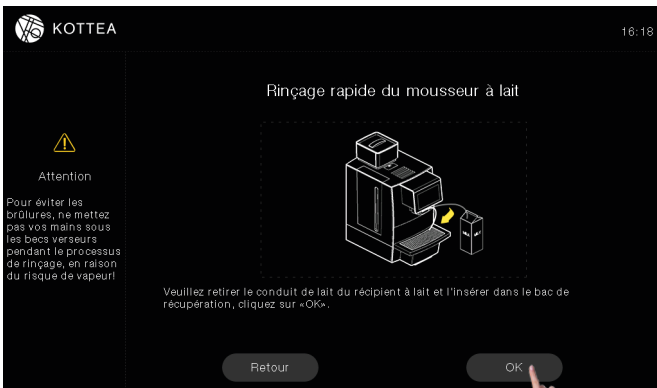 KOTTEA
16:18
Rinçage rapide du mousseur à lait
Attention
Pour éviter les
brûlures, ne mettez
pas vos mains sous
les becs verseurs
pendant le processus
de rinçage, en raison
du risque de vapeur!
Veuillez retirer le conduit de lait du récipient à lait et l'insérer dans le bac de
récupération, cliquez sur «OK».
Retour
OK